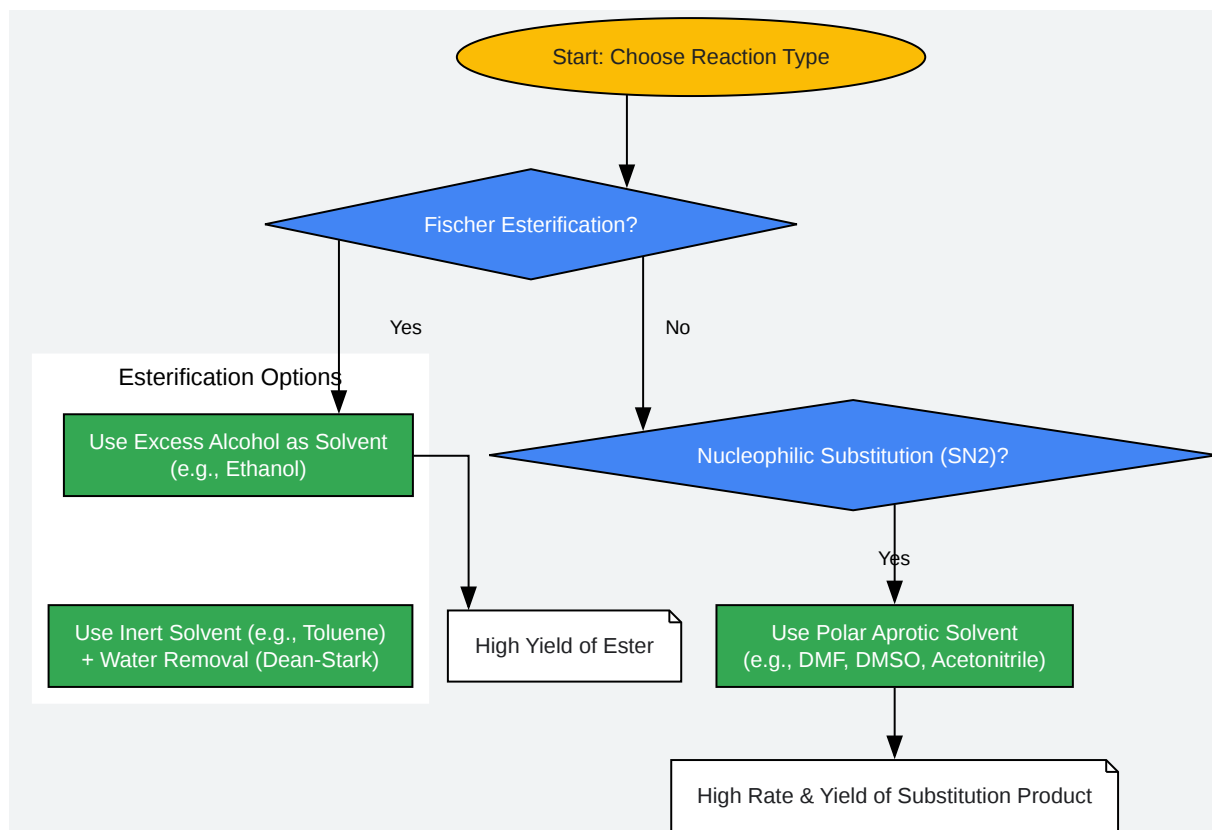 Start: Choose Reaction Type
Fischer Esterification?
Yes
No
Esterification Options
Use Excess Alcohol as Solvent
(e.g., Ethanol)
Nucleophilic Substitution (SN2)?
Yes
Use Inert Solvent (e.g., Toluene)
+ Water Removal (Dean-Stark)
High Yield of Ester
Use Polar Aprotic Solvent
(e.g., DMF, DMSO, Acetonitrile)
High Rate & Yield of Substitution Product